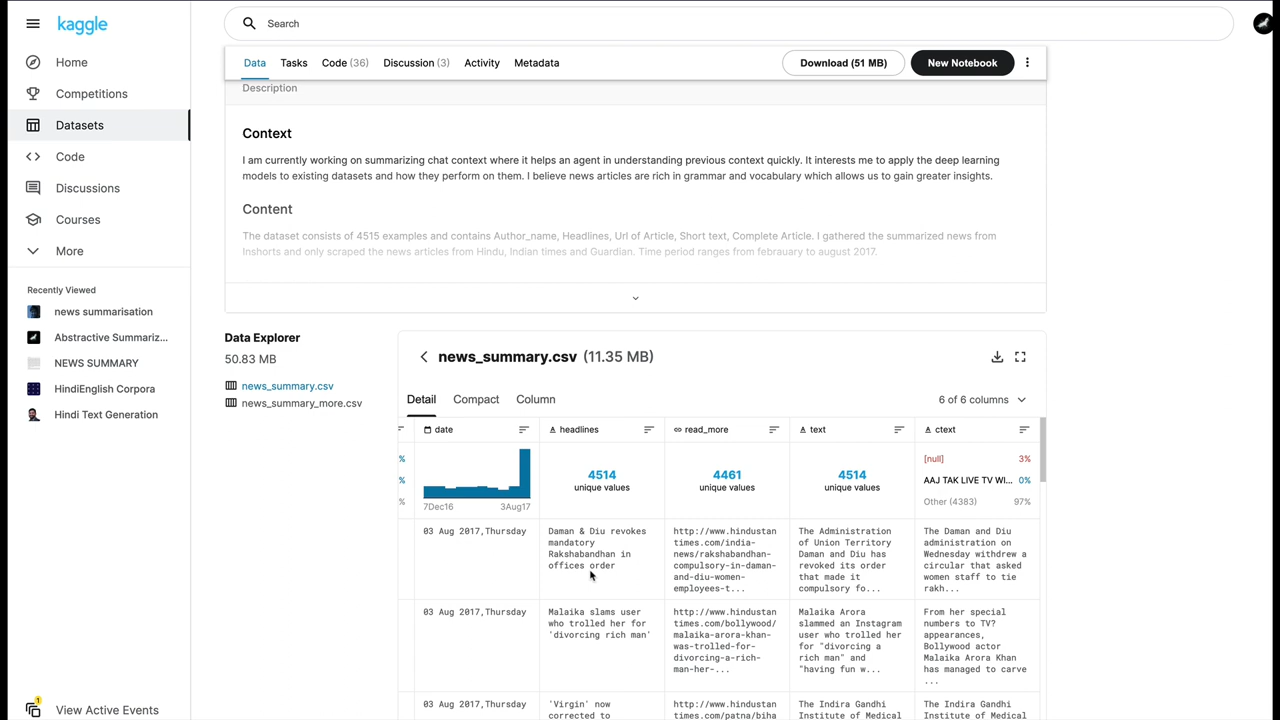 kaggle
Search
Home
Competitions
Datasets
Code
Discussions
Courses
More
Recently Viewed
news summarisation
Abstractive Summariz...
NEWS SUMMARY
HindiEnglish Corpora
Hindi Text Generation
1
View Active Events
Data Tasks Code (36) Discussion (3) Activity Metadata Download (51 MB) New Notebook
Description
Context
I am currently working on summarizing chat context where it helps an agent in understanding previous context quickly. It interests me to apply the deep learning
models to existing datasets and how they perform on them. I believe news articles are rich in grammar and vocabulary which allows us to gain greater insights.
Content
The dataset consists of 4515 examples and contains Author_name, Headlines, Url of Article, Short text, Complete Article. I gathered the summarized news from
Inshorts and only scraped the news articles from Hindu, Indian times and Guardian. Time period ranges from febrauary to august 2017.
Data Explorer
50.83 MB
news_summary.csv
news_summary_more.csv
news_summary.csv (11.35 MB)
Detail Compact Column 6 of 6 columns
date headlines read_more text ctext
%
%
%
7Dec16 3Aug17
4514
unique values
4461
unique values
4514
unique values
[null] 3%
AAJ TAK LIVE TV WI... 0%
Other (4383) 97%
03 Aug 2017,Thursday
Daman & Diu revokes
mandatory
Rakshabandhan in
offices order
http://www.hindustan
times.com/india-
news/rakshabandhan-
compulsory-in-daman-
and-diu-women-
employees-t...
The Administration
of Union Territory
Daman and Diu has
revoked its order
that made it
compulsory fo...
The Daman and Diu
administration on
Wednesday withdrew a
circular that asked
women staff to tie
rakh...
03 Aug 2017,Thursday
Malaika slams user
who trolled her for
'divorcing rich man'
http://www.hindustan
times.com/bollywood/
malaika-arora-khan-
was-trolled-for-
divorcing-a-rich-
man-her-...
Malaika Arora
slammed an Instagram
user who trolled her
for "divorcing a
rich man" and
"having fun w...
From her special
numbers to TV?
appearances,
Bollywood actor
Malaika Arora Khan
has managed to carve
...
03 Aug 2017,Thursday
'Virgin' now
corrected to
http://www.hindustan
times.com/patna/biha
The Indira Gandhi
Institute of Medical
The Indira Gandhi
Institute of Medical